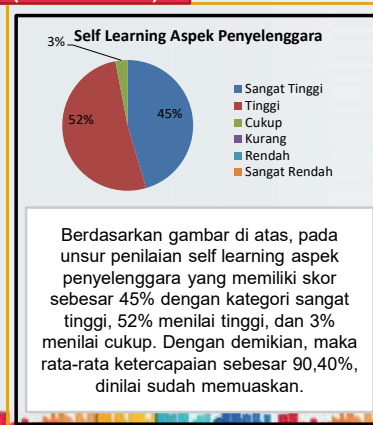 Self Learning Aspek Penyelenggara
3%
52%
45%
Sangat Tinggi
Tinggi
Cukup
Kurang
Rendah
Sangat Rendah
Berdasarkan gambar di atas, pada
unsur penilaian self learning aspek
penyelenggara yang memiliki skor
sebesar 45% dengan kategori sangat
tinggi, 52% menilai tinggi, dan 3%
menilai cukup. Dengan demikian, maka
rata-rata ketercapaian sebesar 90,40%,
dinilai sudah memuaskan.